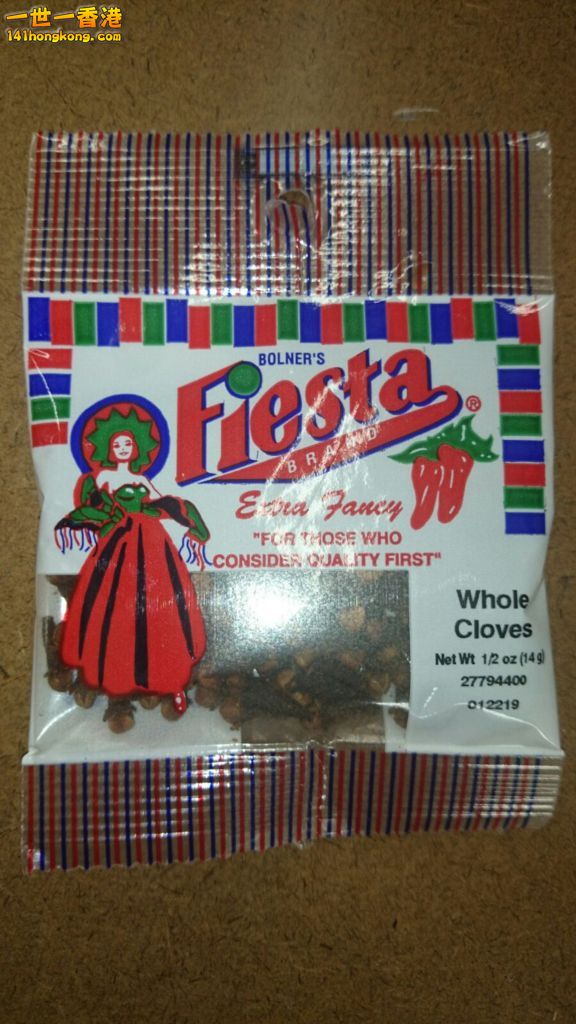 一世一香港
141hongkong.com
BOLNER'S
Fiesta
®
BRAND
Extra Fancy
"FOR THOSE WHO
CONSIDER QUALITY FIRST"
Whole
Cloves
Net Wt 1/2 oz (14 g)
27794400
012219